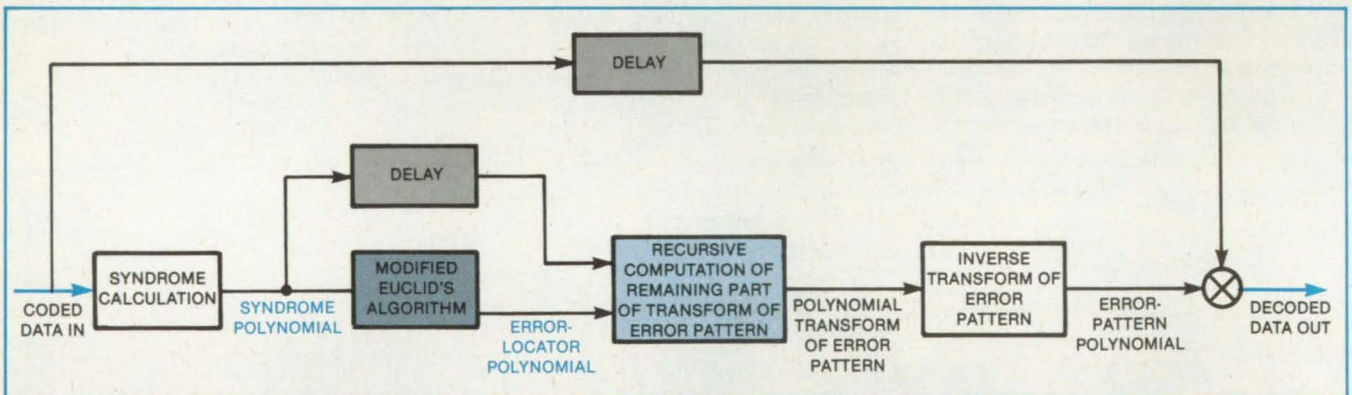 DELAY
DELAY
CODED
DATA IN
SYNDROME
CALCULATION
SYNDROME
POLYNOMIAL
MODIFIED
EUCLID'S
ALGORITHM
ERROR-
LOCATOR
POLYNOMIAL
RECURSIVE
COMPUTATION OF
REMAINING PART
OF TRANSFORM OF
ERROR PATTERN
POLYNOMIAL
TRANSFORM
OF ERROR
PATTERN
INVERSE
TRANSFORM OF
ERROR
PATTERN
ERROR-
PATTERN
POLYNOMIAL
DECODED
DATA OUT